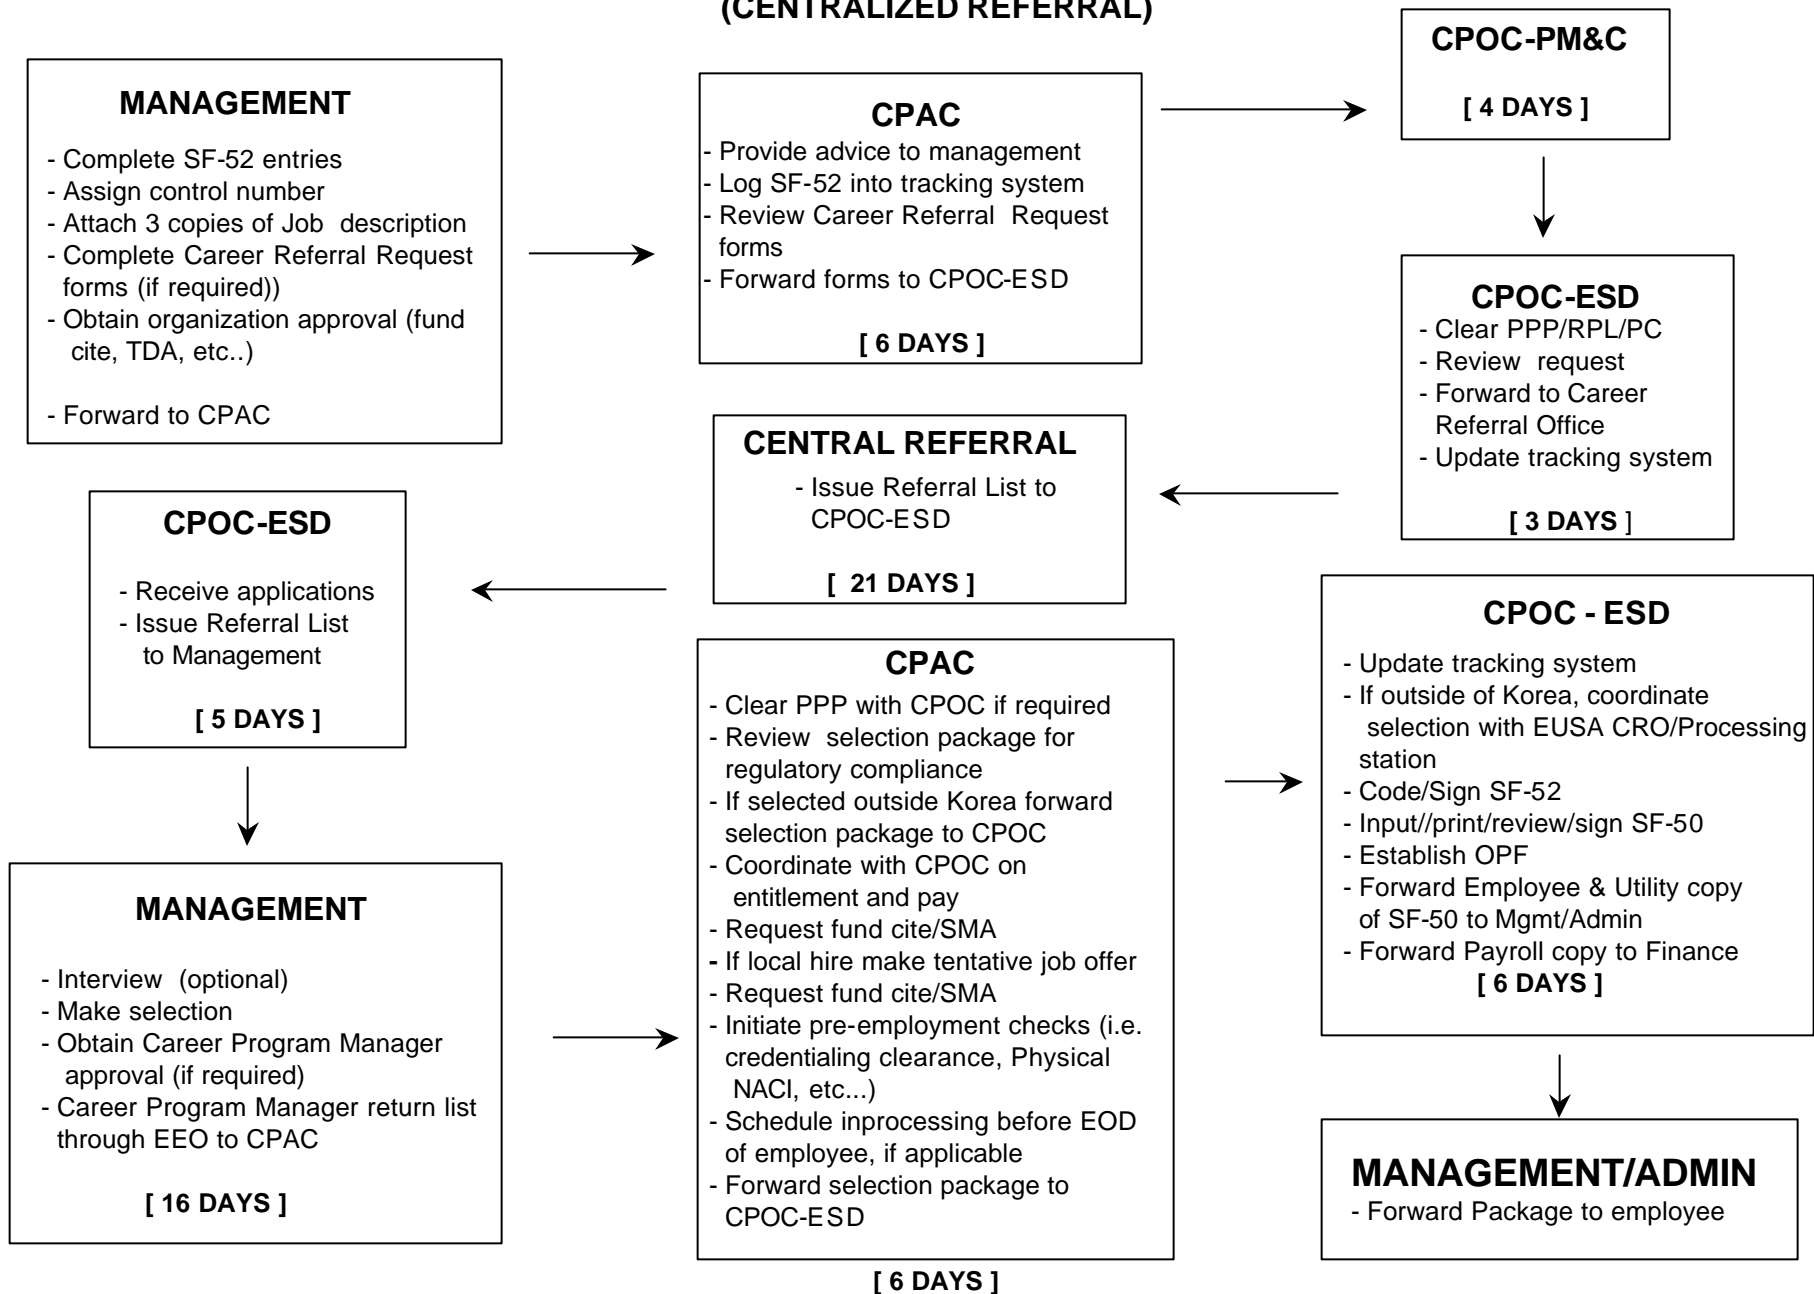 (CENTRALIZED REFERRAL)
MANAGEMENT
- Complete SF-52 entries
- Assign control number
- Attach 3 copies of Job description
- Complete Career Referral Request
forms (if required))
- Obtain organization approval (fund
cite, TDA, etc..)
- Forward to CPAC
CPAC
- Provide advice to management
- Log SF-52 into tracking system
- Review Career Referral Request
forms
- Forward forms to CPOC-ESD
[ 6 DAYS ]
CPOC-PM&C
[ 4 DAYS ]
CPOC-ESD
- Clear PPP/RPL/PC
- Review request
- Forward to Career
Referral Office
- Update tracking system
[ 3 DAYS ]
CENTRAL REFERRAL
- Issue Referral List to
CPOC-ESD
[ 21 DAYS ]
CPOC-ESD
- Receive applications
- Issue Referral List
to Management
[ 5 DAYS ]
MANAGEMENT
- Interview (optional)
- Make selection
- Obtain Career Program Manager
approval (if required)
- Career Program Manager return list
through EEO to CPAC
[ 16 DAYS ]
CPAC
- Clear PPP with CPOC if required
- Review selection package for
regulatory compliance
- If selected outside Korea forward
selection package to CPOC
- Coordinate with CPOC on
entitlement and pay
- Request fund cite/SMA
- If local hire make tentative job offer
- Request fund cite/SMA
- Initiate pre-employment checks (i.e.
credentialing clearance, Physical
NACI, etc...)
- Schedule inprocessing before EOD
of employee, if applicable
- Forward selection package to
CPOC-ESD
[ 6 DAYS ]
CPOC - ESD
- Update tracking system
- If outside of Korea, coordinate
selection with EUSA CRO/Processing
station
- Code/Sign SF-52
- Input//print/review/sign SF-50
- Establish OPF
- Forward Employee & Utility copy
of SF-50 to Mgmt/Admin
- Forward Payroll copy to Finance
[ 6 DAYS ]
MANAGEMENT/ADMIN
- Forward Package to employee